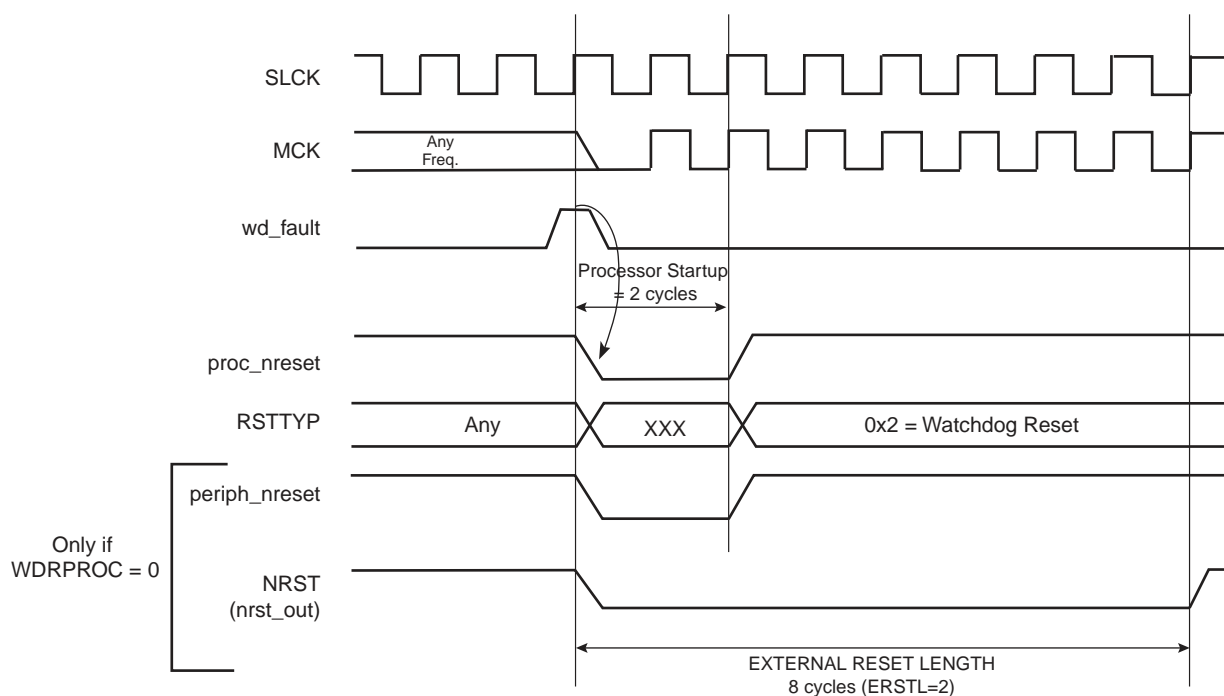 SLCK
MCK
Any
Freq.
wd_fault
Processor Startup
= 2 cycles
proc_nreset
RSTTYP
Any
XXX
0x2 = Watchdog Reset
periph_nreset
Only if
WDRPROC = 0
NRST
(nrst_out)
EXTERNAL RESET LENGTH
8 cycles (ERSTL=2)